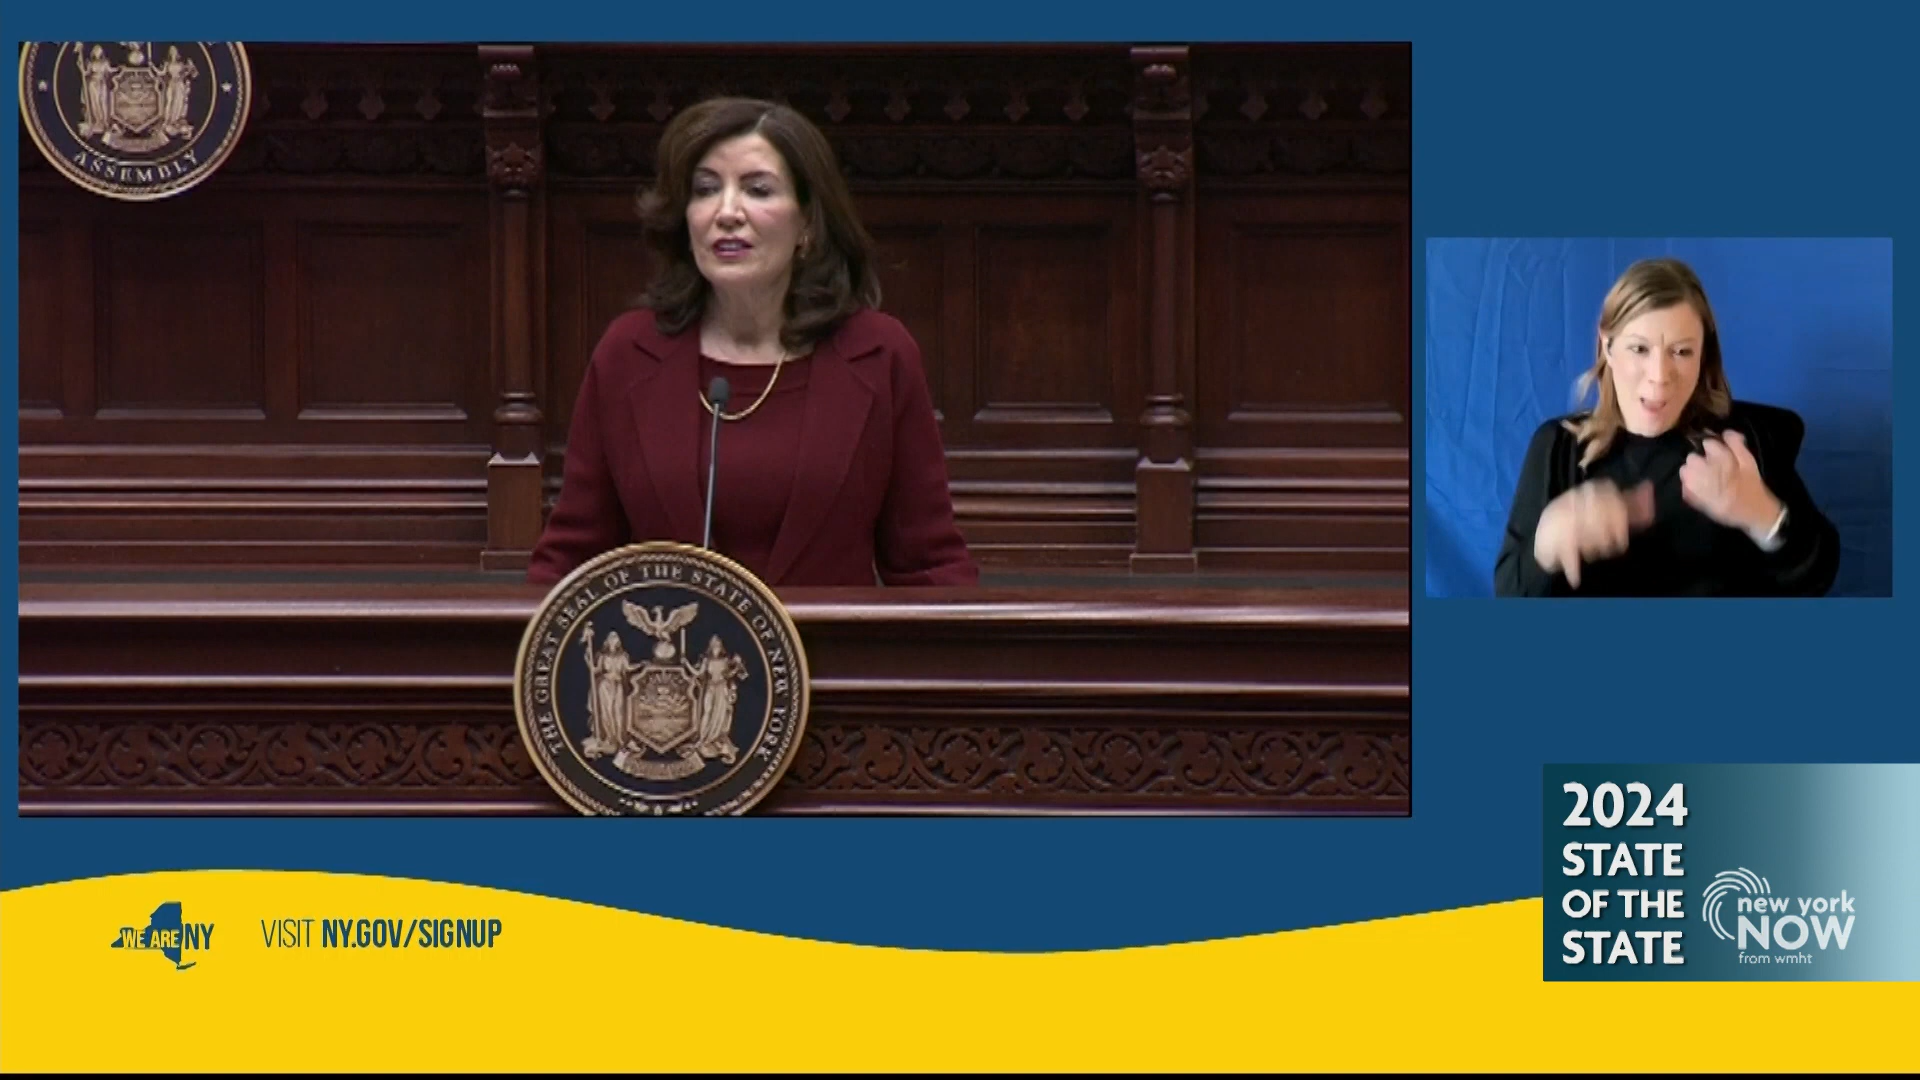 ASSEMBLY
THE GREAT SEAL OF THE STATE OF NEW YORK
2024
STATE
OF THE
STATE
new york
NOW
from wmht
WE ARE NY
VISIT NY.GOV/SIGNUP